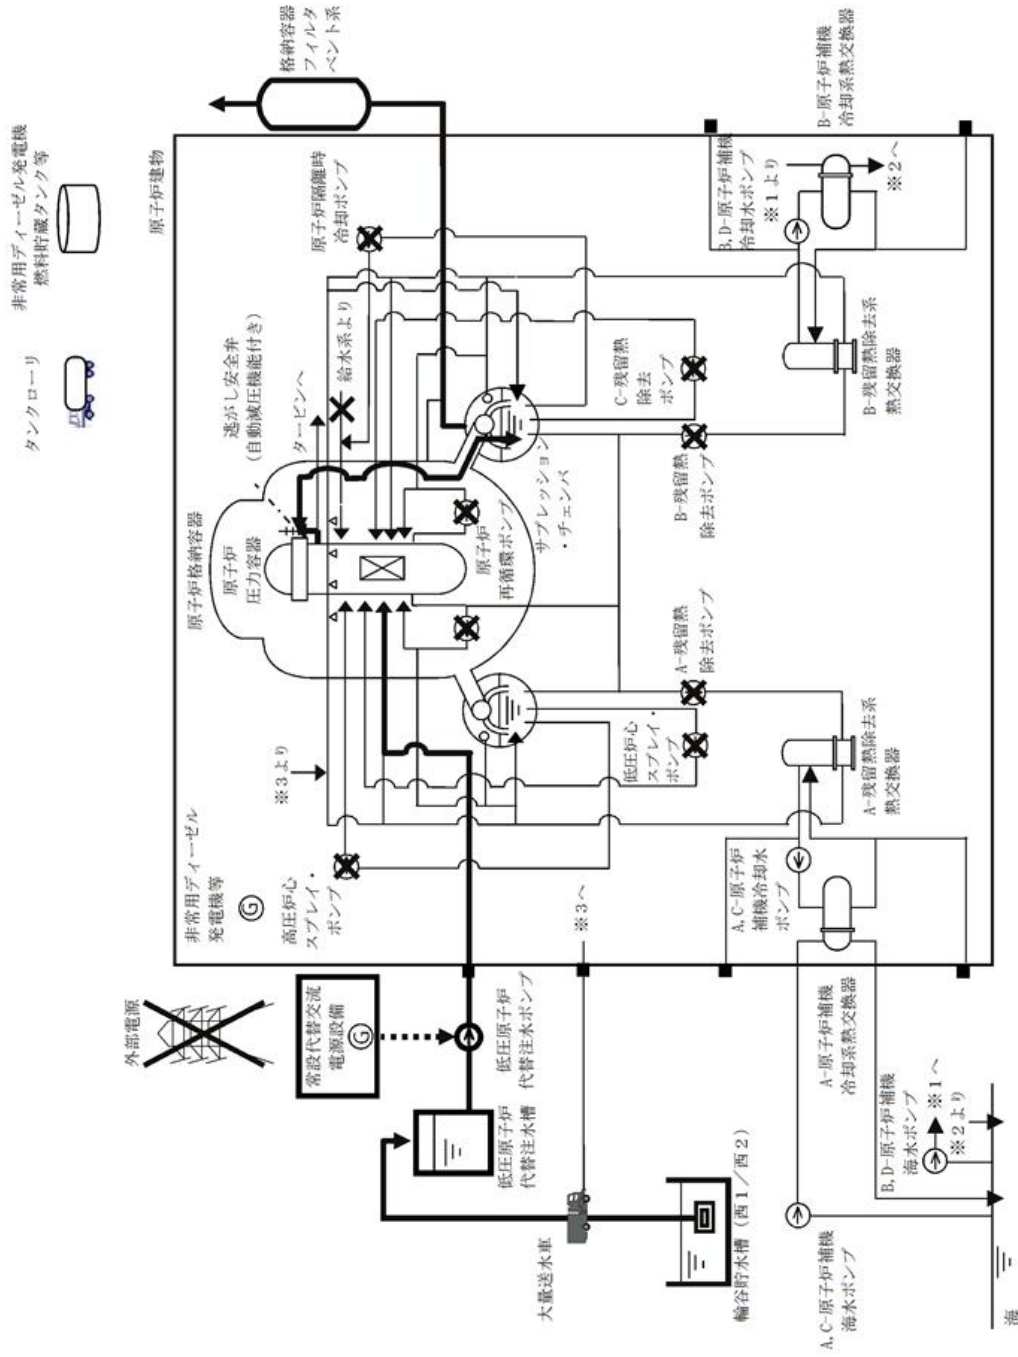 外部電源
常設代替交流
電源設備
G
低圧原子炉
代替注水ポンプ
低圧原子炉
代替注水槽
大量送水車
輪谷貯水槽（西１／西２）
非常用ディーゼル
発電機等
G
高圧炉心
スプレイ・
ポンプ
※３より
※３へ
原子炉格納容器
原子炉
圧力容器
逃がし安全弁
（自動減圧機能付き）
タービンへ
給水系より
原子炉隔離時
冷却ポンプ
原子炉建物
タンクローリ
非常用ディーゼル発電機
燃料貯蔵タンク等
格納容器
フィルタ
ベント系
原子炉
再循環ポンプ
サプレッション
・チェンバ
低圧炉心
スプレイ・
ポンプ
A-残留熱
除去ポンプ
B-残留熱
除去ポンプ
C-残留熱
除去
ポンプ
A-残留熱除去系
熱交換器
B-残留熱除去系
熱交換器
A,C-原子炉
補機冷却水
ポンプ
B,D-原子炉補機
冷却水ポンプ
※１より
※２へ
B-原子炉補機
冷却系熱交換器
A-原子炉補機
冷却系熱交換器
B,D-原子炉補機
海水ポンプ
※１へ
※２より
A,C-原子炉補機
海水ポンプ
海